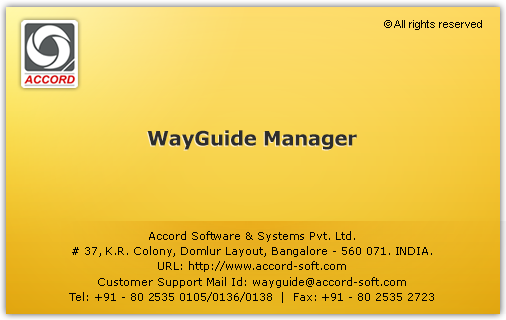 © All rights reserved
ACCORD
WayGuide Manager
Accord Software & Systems Pvt. Ltd.
# 37, K.R. Colony, Domlur Layout, Bangalore - 560 071. INDIA.
URL: http://www.accord-soft.com
Customer Support Mail Id: wayguide@accord-soft.com
Tel: +91 - 80 2535 0105/0136/0138 | Fax: +91 - 80 2535 2723